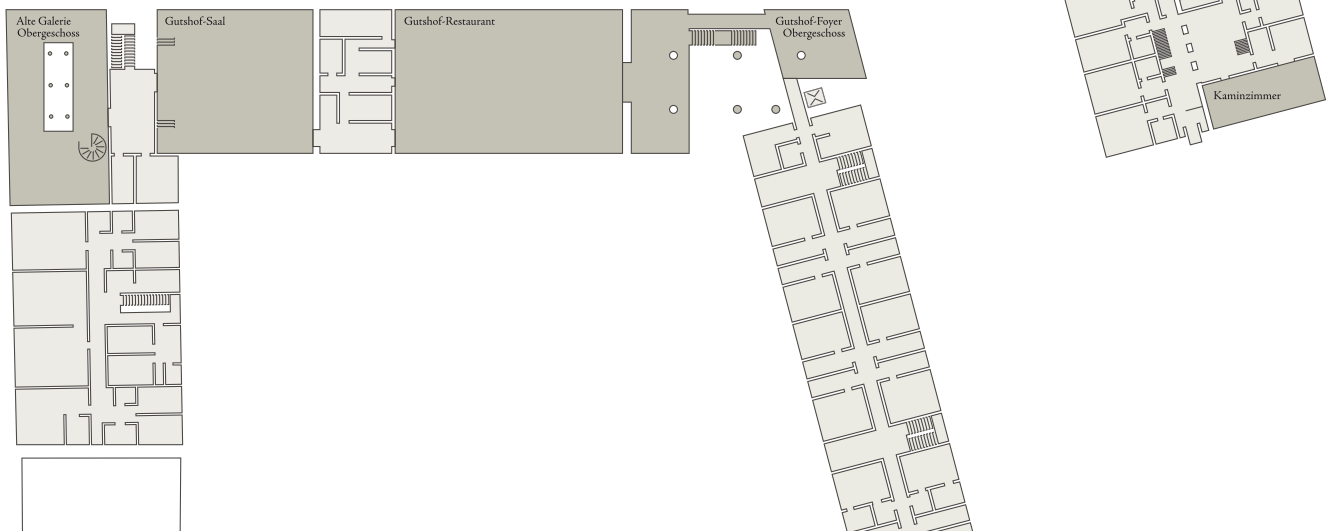 Alte Galerie
Obergeschoss
Gutshof-Saal
Gutshof-Restaurant
Gutshof-Foyer
Obergeschoss
Kaminzimmer